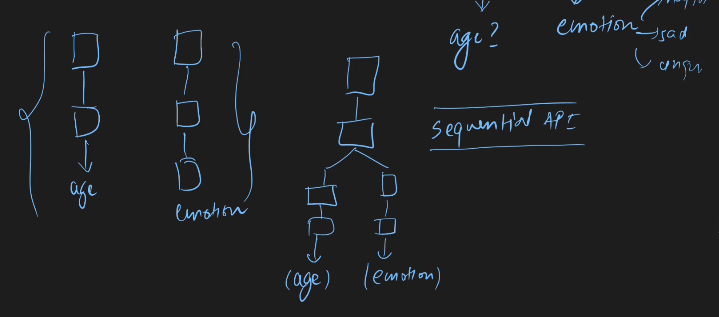 age?
emotion
sad
sequential API
age
emotion
(age)
(emotion)